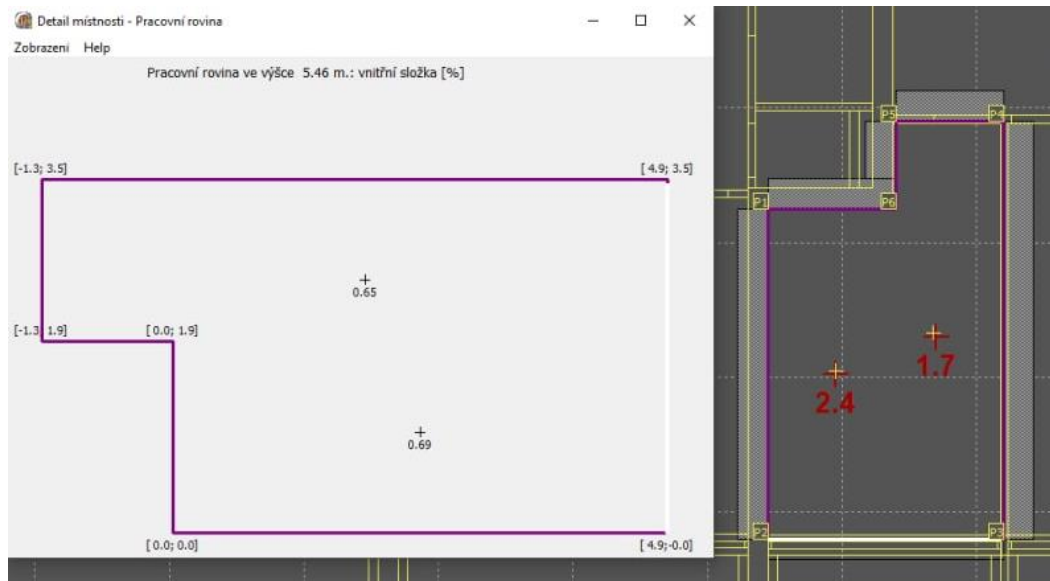 Detail místnosti - Pracovní rovina
Zobrazeni Help
Pracovní rovina ve výšce 5.46 m.: vnitřní složka [%]
[-1.3; 3.5]
[ 4.9; 3.5]
0.65
[-1.3; 1.9]
[ 0.0; 1.9]
0.69
[ 0.0; 0.0]
[ 4.9;-0.0]
P5
P4
P1
P6
1.7
2.4
P2
P3